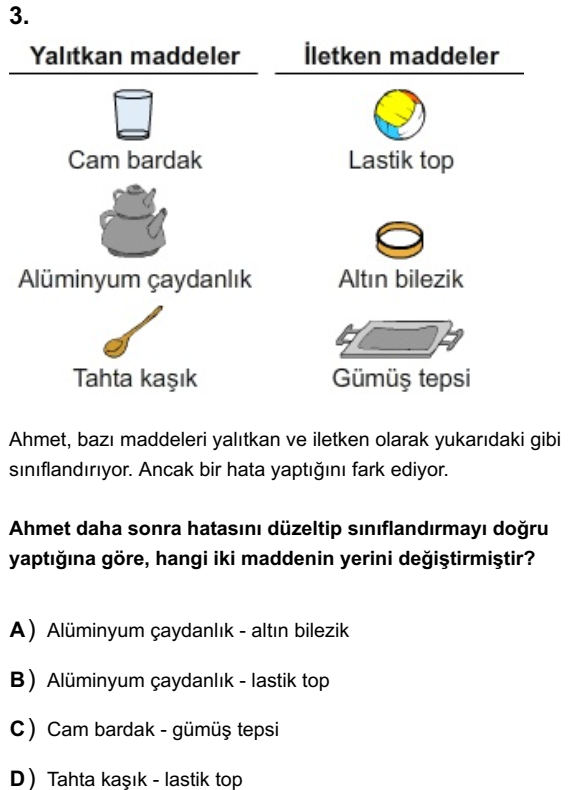 3.
Yalıtkan maddeler İletken maddeler
Cam bardak Lastik top
Alüminyum çaydanlık Altın bilezik
Tahta kaşık Gümüş tepsi
Ahmet, bazı maddeleri yalıtkan ve iletken olarak yukarıdaki gibi
sınıflandırıyor. Ancak bir hata yaptığını fark ediyor.
Ahmet daha sonra hatasını düzeltip sınıflandırmayı doğru
yaptığına göre, hangi iki maddenin yerini değiştirmiştir?
A) Alüminyum çaydanlık - altın bilezik
B) Alüminyum çaydanlık - lastik top
C) Cam bardak - gümüş tepsi
D) Tahta kaşık - lastik top